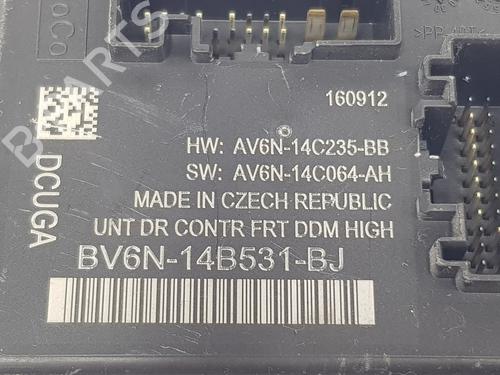 160912
HW: AV6N-14C235-BB
SW: AV6N-14C064-AH
MADE IN CZECH REPUBLIC
UNT DR CONTR FRT DDM HIGH
BV6N-14B531-BJ
DCUGA